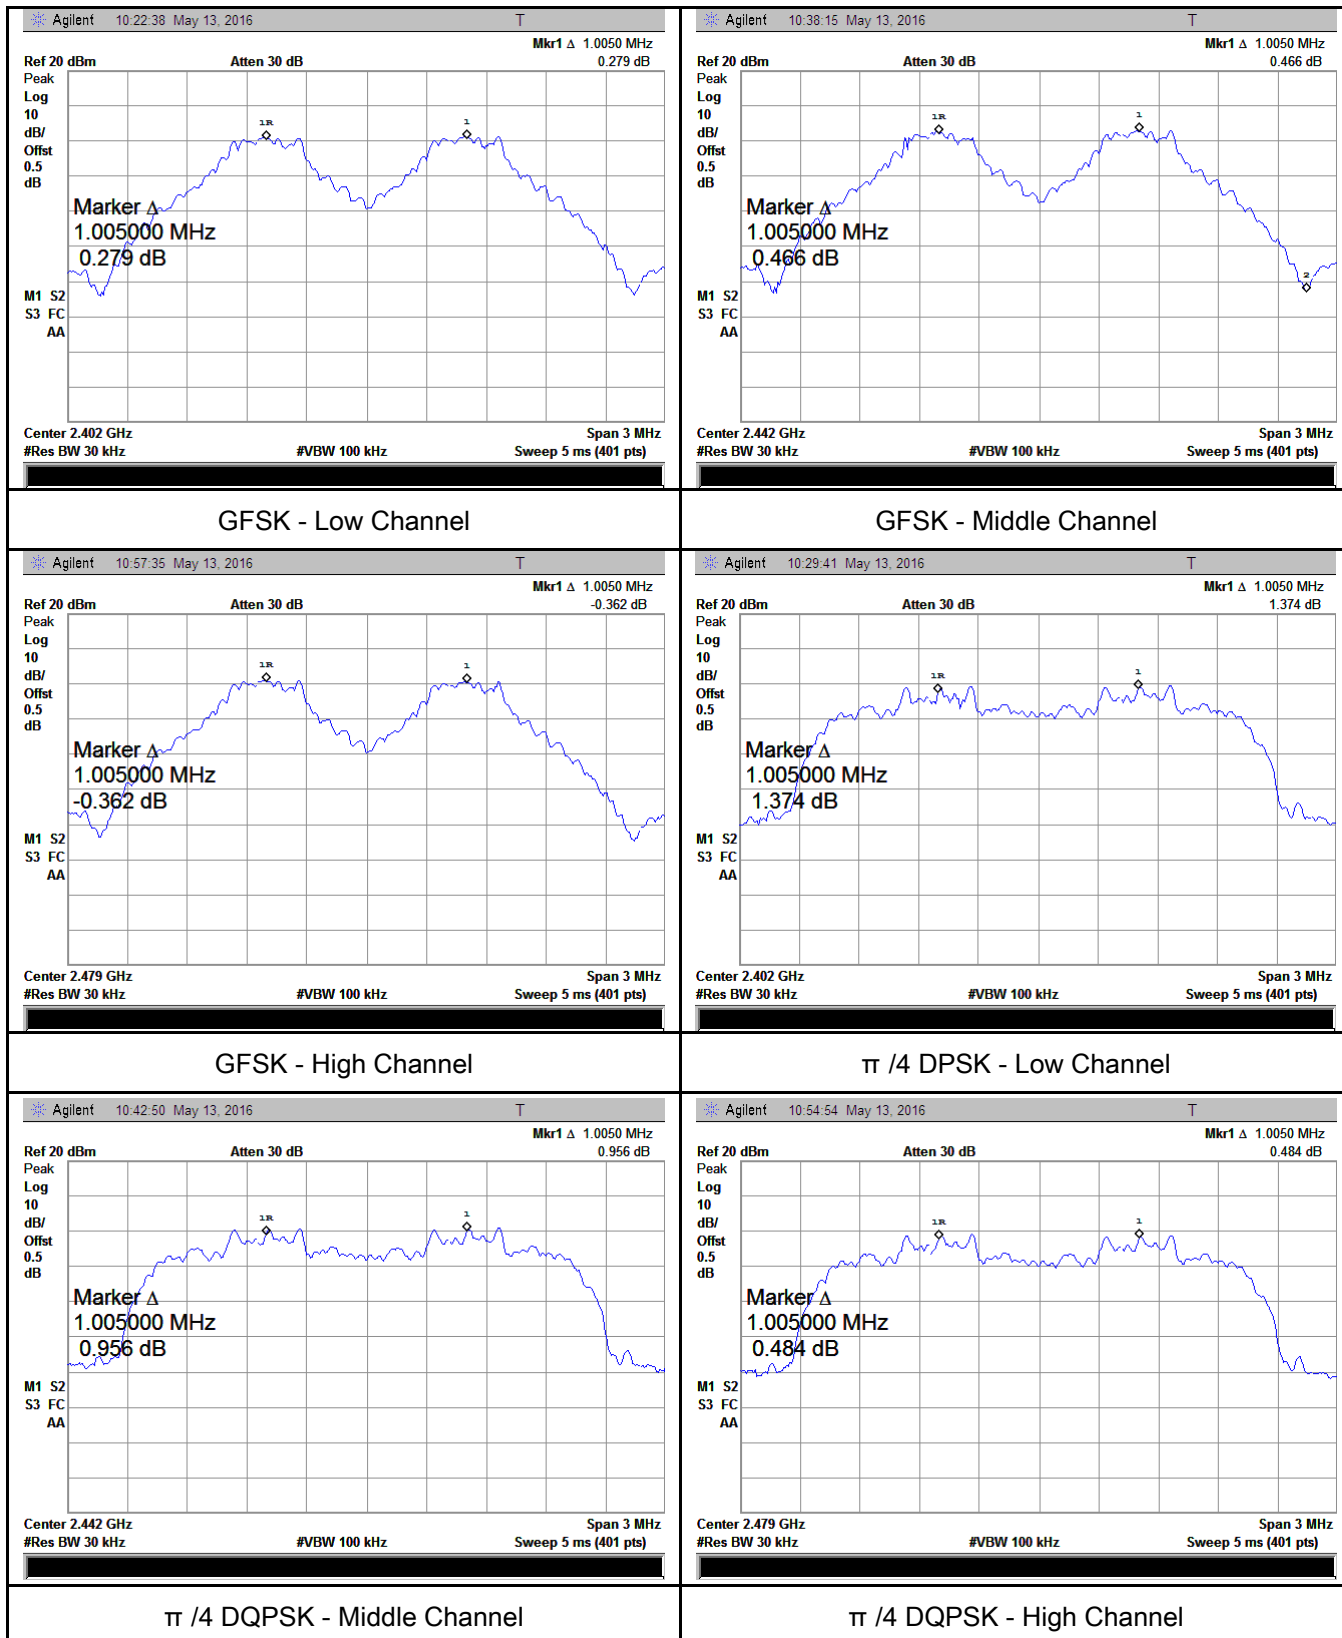 Agilent 10:22:38 May 13, 2016 T
Mkr1 Δ 1.0050 MHz
Ref 20 dBm Atten 30 dB 0.279 dB
Peak
Log
10
dB/
Offset
0.5
dB
1R 1
Marker Δ
1.005000 MHz
0.279 dB
M1 S2
S3 FC
AA
Center 2.402 GHz Span 3 MHz
#Res BW 30 kHz #VBW 100 kHz Sweep 5 ms (401 pts)
GFSK - Low Channel
Agilent 10:38:15 May 13, 2016 T
Mkr1 Δ 1.0050 MHz
Ref 20 dBm Atten 30 dB 0.466 dB
Peak
Log
10
dB/
Offst
0.5
dB
1R 1
Marker Δ
1.005000 MHz
0.466 dB
2
M1 S2
S3 FC
AA
Center 2.442 GHz Span 3 MHz
#Res BW 30 kHz #VBW 100 kHz Sweep 5 ms (401 pts)
GFSK - Middle Channel
Agilent 10:57:35 May 13, 2016 T
Mkr1 Δ 1.0050 MHz
Ref 20 dBm Atten 30 dB -0.362 dB
Peak
Log
10
dB/
Offst
0.5
dB
1R 1
Marker Δ
1.005000 MHz
-0.362 dB
M1 S2
S3 FC
AA
Center 2.479 GHz Span 3 MHz
#Res BW 30 kHz #VBW 100 kHz Sweep 5 ms (401 pts)
GFSK - High Channel
Agilent 10:29:41 May 13, 2016 T
Mkr1 Δ 1.0050 MHz
Ref 20 dBm Atten 30 dB 1.374 dB
Peak
Log
10
dB/
Offst
0.5
dB
1R 1
Marker Δ
1.005000 MHz
1.374 dB
M1 S2
S3 FC
AA
Center 2.402 GHz Span 3 MHz
#Res BW 30 kHz #VBW 100 kHz Sweep 5 ms (401 pts)
π /4 DPSK - Low Channel
Agilent 10:42:50 May 13, 2016 T
Mkr1 Δ 1.0050 MHz
Ref 20 dBm Atten 30 dB 0.956 dB
Peak
Log
10
dB/
Offst
0.5
dB
1R 1
Marker Δ
1.005000 MHz
0.956 dB
M1 S2
S3 FC
AA
Center 2.442 GHz Span 3 MHz
#Res BW 30 kHz #VBW 100 kHz Sweep 5 ms (401 pts)
π /4 DQPSK - Middle Channel
Agilent 10:54:54 May 13, 2016 T
Mkr1 Δ 1.0050 MHz
Ref 20 dBm Atten 30 dB 0.484 dB
Peak
Log
10
dB/
Offst
0.5
dB
1R 1
Marker Δ
1.005000 MHz
0.484 dB
M1 S2
S3 FC
AA
Center 2.479 GHz Span 3 MHz
#Res BW 30 kHz #VBW 100 kHz Sweep 5 ms (401 pts)
π /4 DQPSK - High Channel